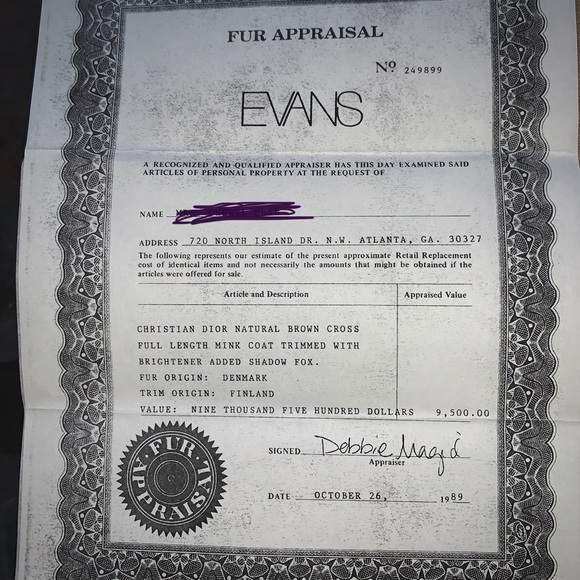 FUR APPRAISAL
Nº 249899
EVANS
A RECOGNIZED AND QUALIFIED APPRAISER HAS THIS DAY EXAMINED SAID
ARTICLES OF PERSONAL PROPERTY AT THE REQUEST OF
NAME
ADDRESS 720 NORTH ISLAND DR. N.W. ATLANTA, GA. 30327
The following represents our estimate of the present approximate Retail Replacement
cost of identical items and not necessarily the amounts that might be obtained if the
articles were offered for sale.
Article and Description Appraised Value
CHRISTIAN DIOR NATURAL BROWN CROSS
FULL LENGTH MINK COAT TRIMMED WITH
BRIGHTENER ADDED SHADOW FOX.
FUR ORIGIN: DENMARK
TRIM ORIGIN: FINLAND
VALUE: NINE THOUSAND FIVE HUNDRED DOLLARS 9,500.00
FUR APPRAISAL
SIGNED Debbie
Appraiser
DATE OCTOBER 26, 1989